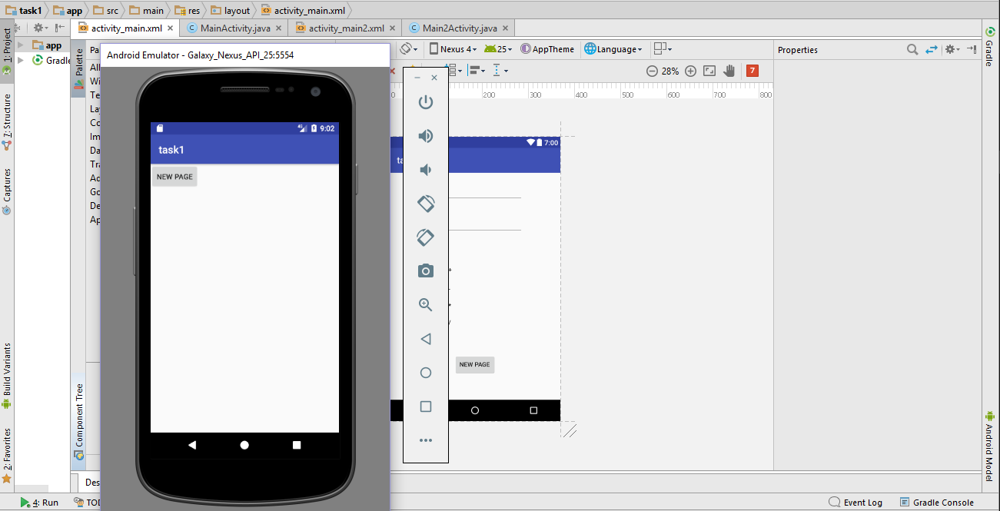 task1 app src main res layout activity_main.xml
activity_main.xml MainActivity.java activity_main2.xml Main2Activity.java
1: Project
7: Structure
Captures
Build Variants
2: Favorites
app
Gradle
Palette
Component Tree
Pa
All
Wi
Te
La
Co
Im
Da
Tra
Ad
Go
De
Ap
Des
Android Emulator - Galaxy_Nexus_API_25:5554
9:02
task1
NEW PAGE
Nexus 4 25 AppTheme Language
28% 7
0 200 300 400 500 600 700 800
7:00
ta
NEW PAGE
Properties
Gradle
Android Model
4: Run TOD
Event Log Gradle Console